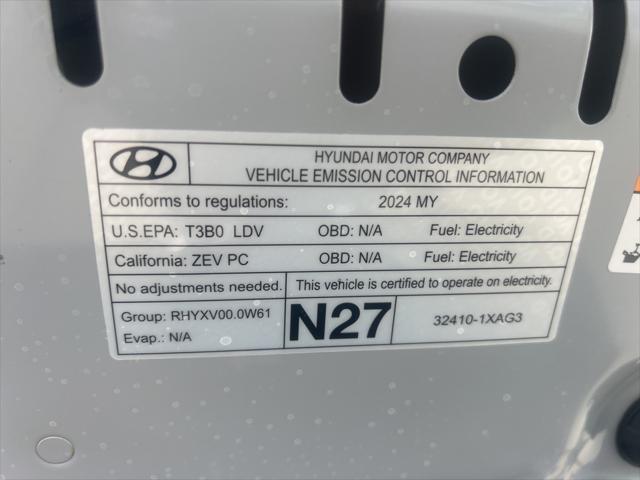 HYUNDAI MOTOR COMPANY
VEHICLE EMISSION CONTROL INFORMATION
Conforms to regulations: 2024 MY
U.S.EPA: T3B0 LDV OBD: N/A Fuel: Electricity
California: ZEV PC OBD: N/A Fuel: Electricity
No adjustments needed. This vehicle is certified to operate on electricity.
Group: RHYXV00.0W61
Evap.: N/A
N27
32410-1XAG3